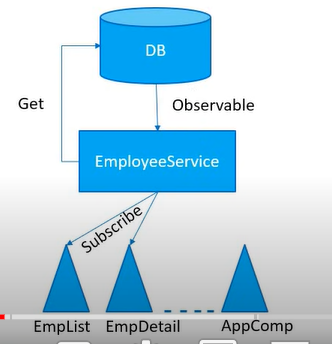 DB
Get
Observable
EmployeeService
Subscribe
EmpList EmpDetail AppComp